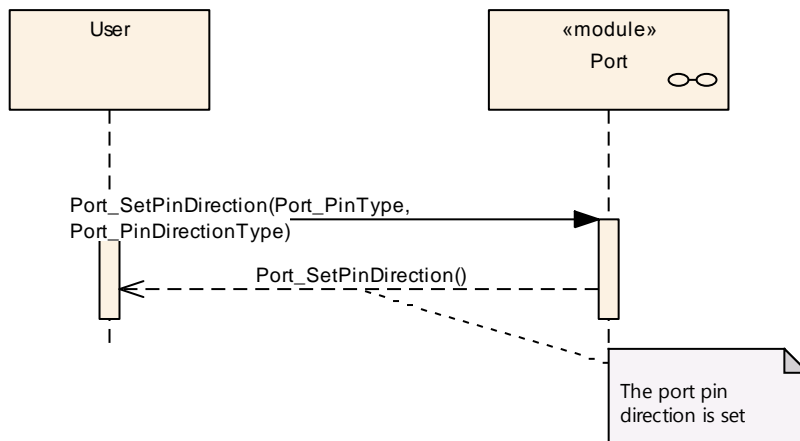 User
«module»
Port
Port_SetPinDirection(Port_PinType,
Port_PinDirectionType)
Port_SetPinDirection()
The port pin
direction is set